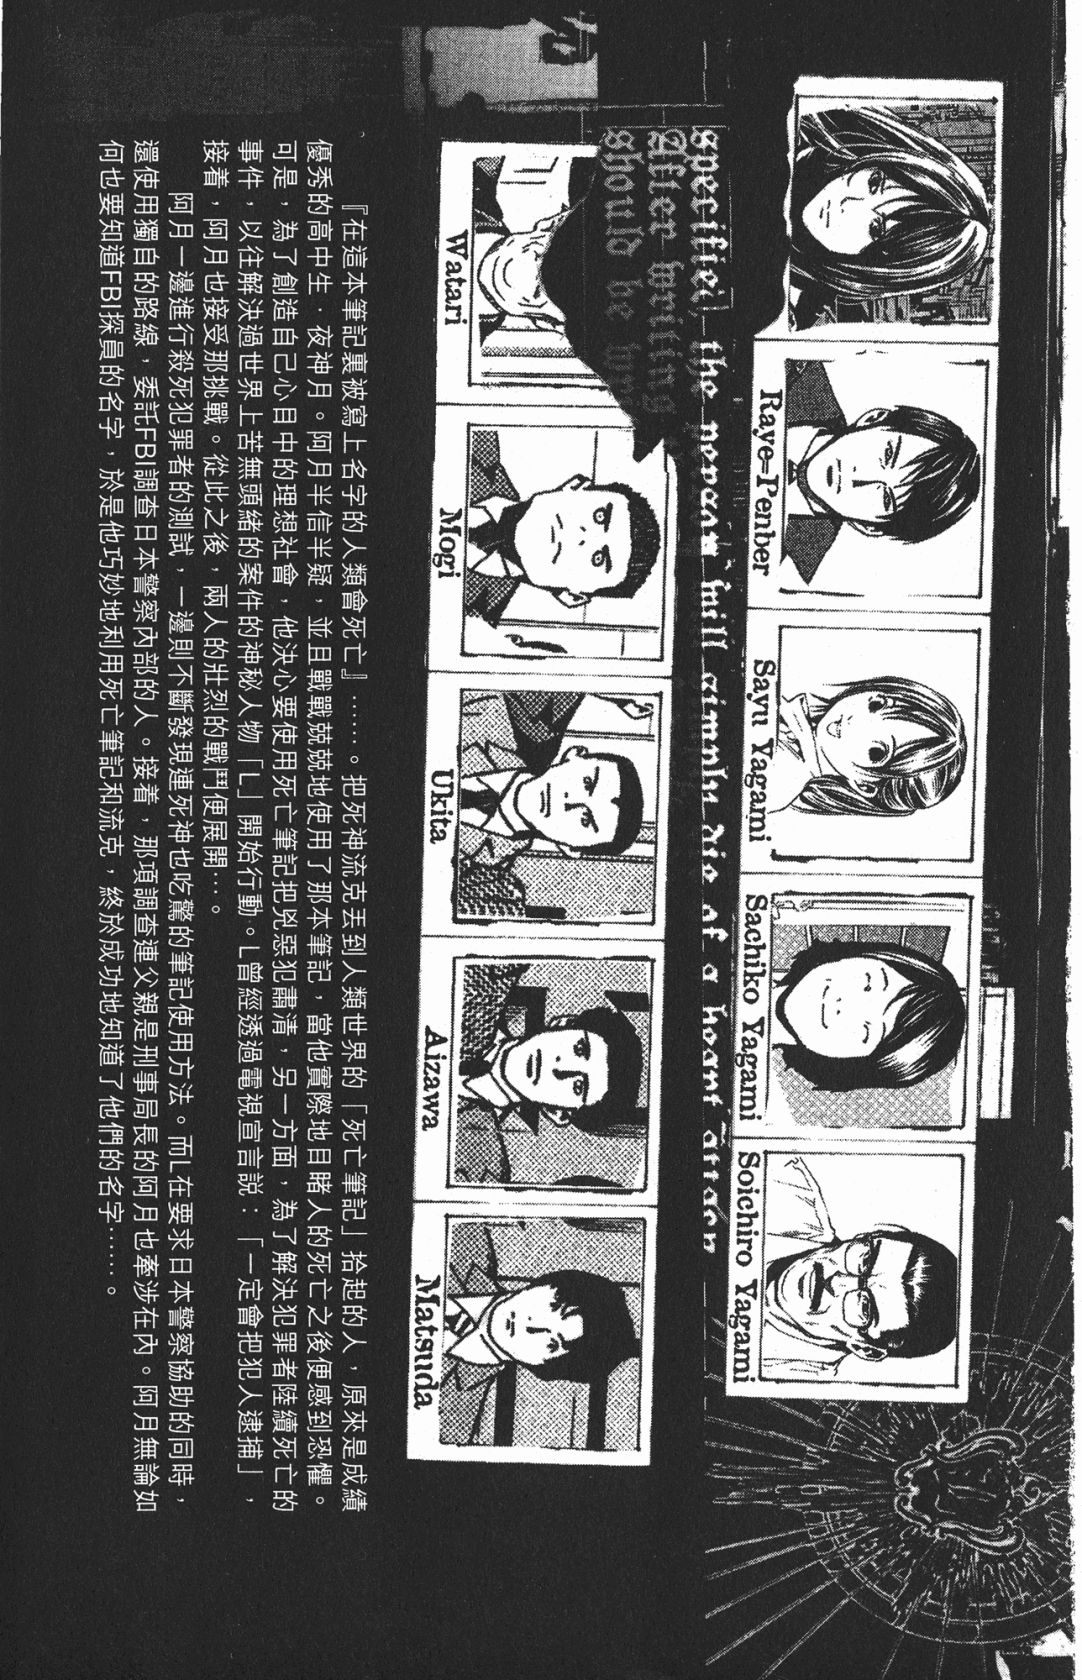 Raye=Penber
Sayu Yagami
Sachiko Yagami
Soichiro Yagami
specified, the person will simply die of a heart attack
After writing
should be wri
Watari
Mogi
Ukita
Aizawa
Matsuda
『在這本筆記裏被寫上名字的人類會死亡』……。把死神流克丟到人類世界的「死亡筆記」拾起的人，原來是成績
優秀的高中生．夜神月。阿月半信半疑，並且戰戰兢兢地使用了那本筆記，當他實際地目睹人的死亡之後便感到恐懼。
可是，為了創造自己心目中的理想社會，他決心要使用死亡筆記把兇惡犯肅清，另一方面，為了解決犯罪者陸續死亡的
事件，以往解決過世界上苦無頭緒的案件的神秘人物「L」開始行動。L曾經透過電視宣言説：「一定會把犯人逮捕」，
接着，阿月也接受那挑戰。從此之後，兩人的壯烈的戰鬥便展開…。
阿月一邊進行殺死犯罪者的測試，一邊則不斷發現連死神也吃驚的筆記使用方法。而L在要求日本警察協助的同時，
還使用獨自的路線，委託FBI調查日本警察內部的人。接着，那項調查連父親是刑事局長的阿月也牽涉在內。阿月無論如
何也要知道FBI探員的名字，於是他巧妙地利用死亡筆記和流克，終於成功地知道了他們的名字……。